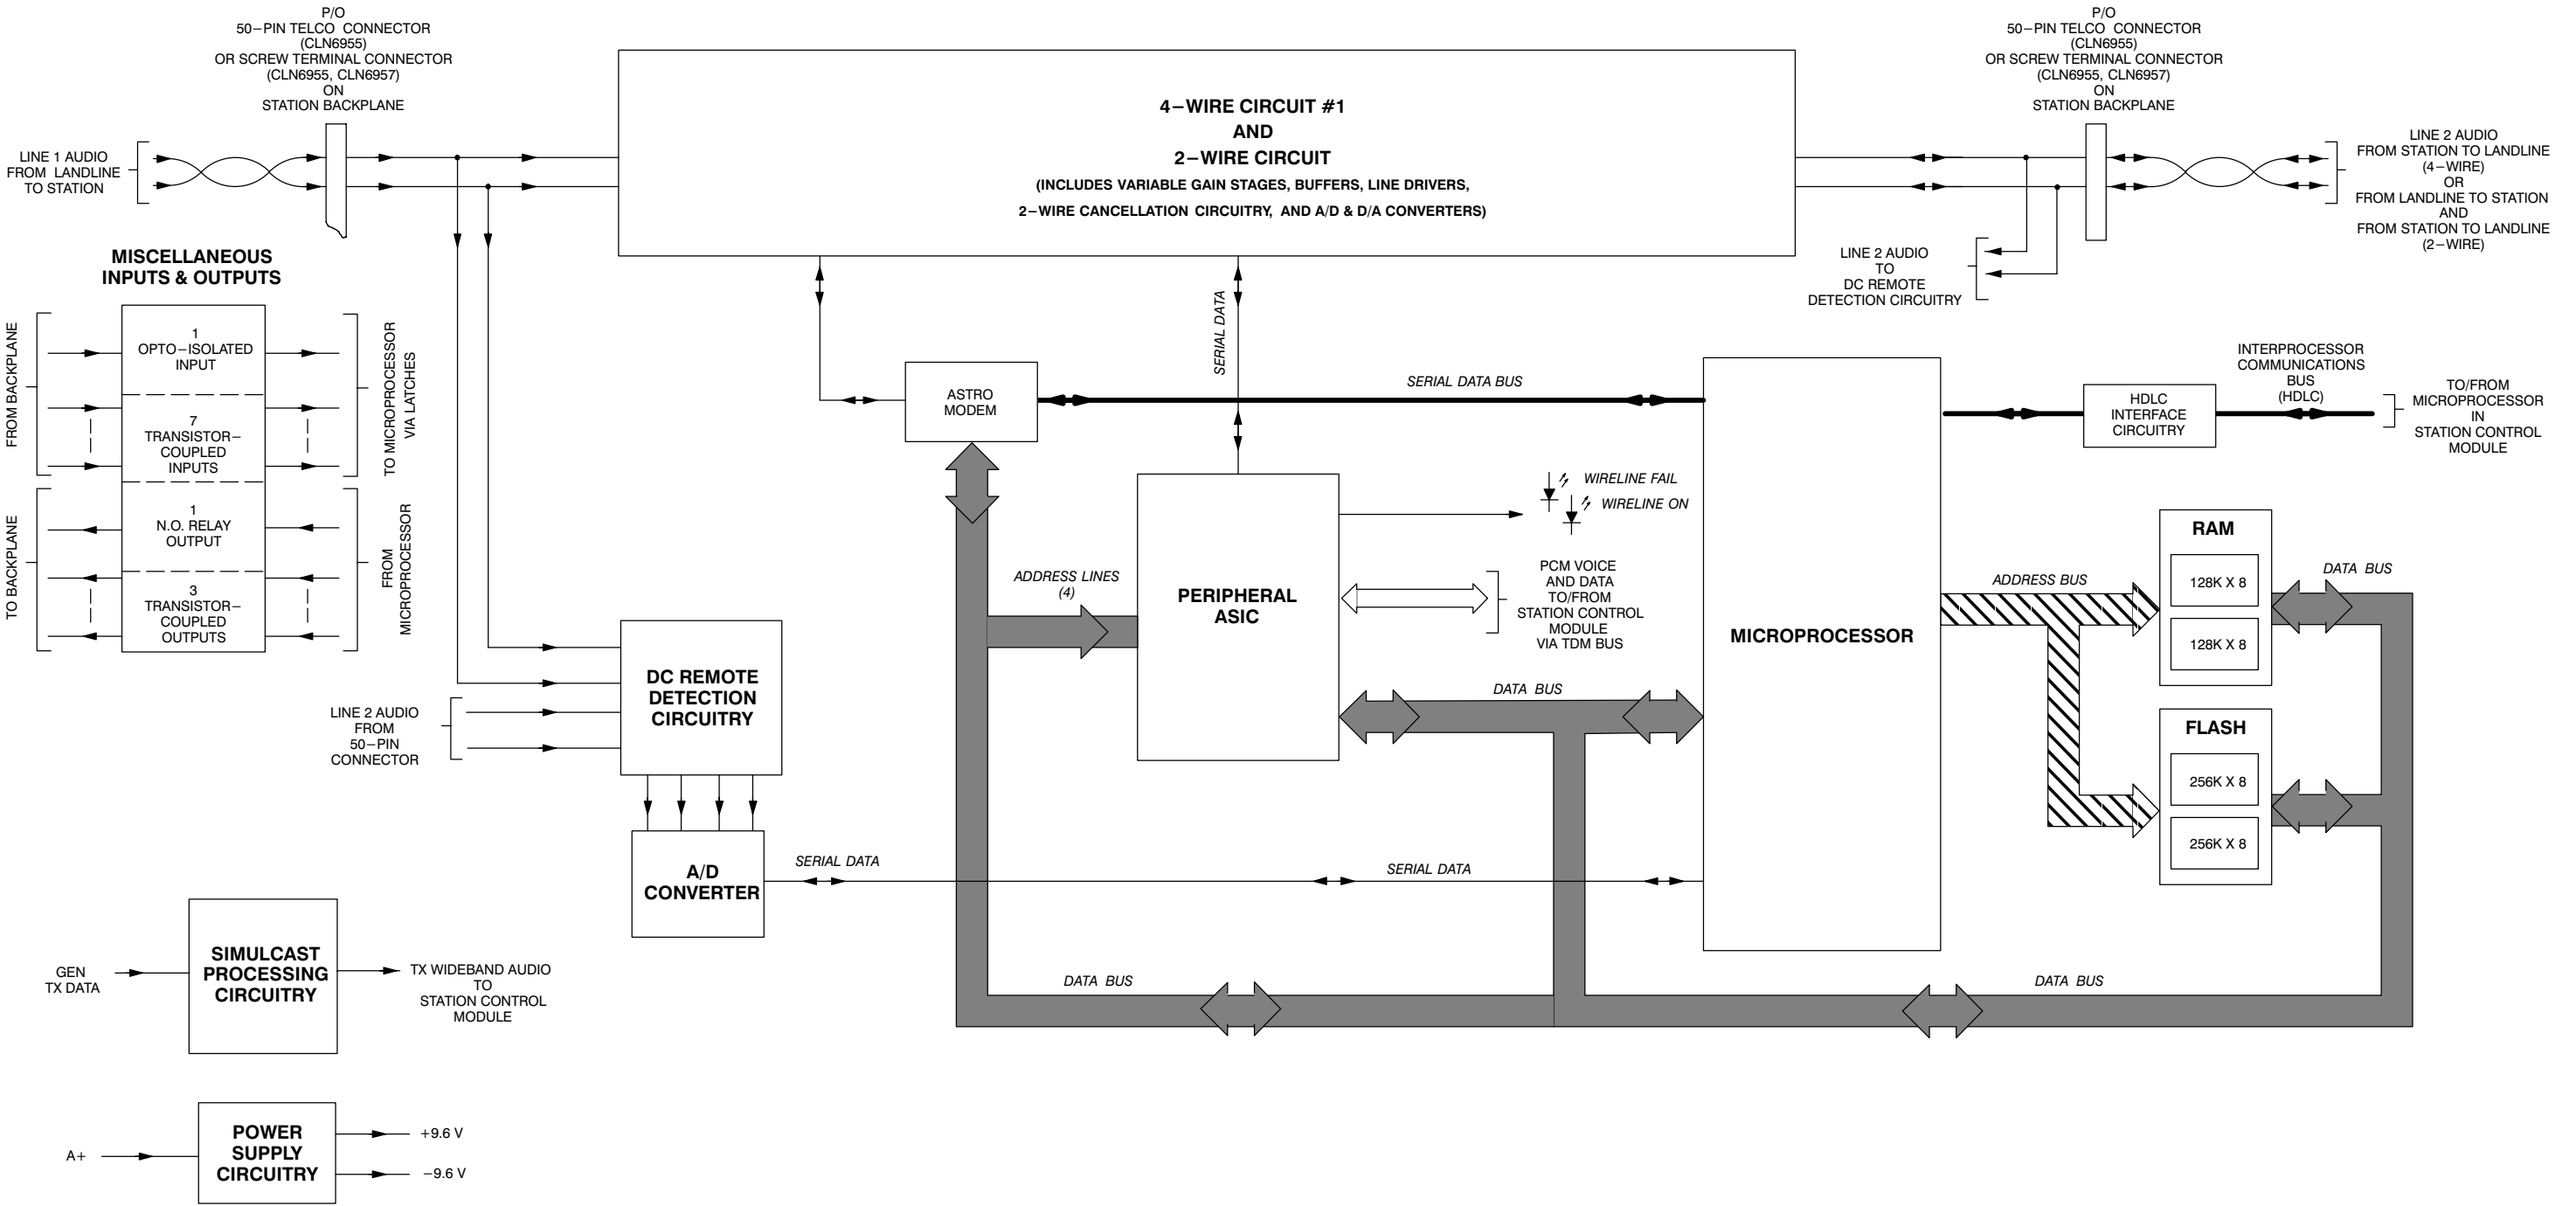 P/O
50–PIN TELCO CONNECTOR
(CLN6955)
OR SCREW TERMINAL CONNECTOR
(CLN6955, CLN6957)
ON
STATION BACKPLANE
LINE 1 AUDIO
FROM LANDLINE
TO STATION
4–WIRE CIRCUIT #1
AND
2–WIRE CIRCUIT
(INCLUDES VARIABLE GAIN STAGES, BUFFERS, LINE DRIVERS,
2–WIRE CANCELLATION CIRCUITRY, AND A/D & D/A CONVERTERS)
P/O
50–PIN TELCO CONNECTOR
(CLN6955)
OR SCREW TERMINAL CONNECTOR
(CLN6955, CLN6957)
ON
STATION BACKPLANE
LINE 2 AUDIO
FROM STATION TO LANDLINE
(4–WIRE)
OR
FROM LANDLINE TO STATION
AND
FROM STATION TO LANDLINE
(2–WIRE)
LINE 2 AUDIO
TO
DC REMOTE
DETECTION CIRCUITRY
MISCELLANEOUS
INPUTS & OUTPUTS
FROM BACKPLANE
1
OPTO–ISOLATED
INPUT
7
TRANSISTOR–
COUPLED
INPUTS
TO MICROPROCESSOR
VIA LATCHES
TO BACKPLANE
1
N.O. RELAY
OUTPUT
3
TRANSISTOR–
COUPLED
OUTPUTS
FROM
MICROPROCESSOR
SERIAL DATA
ASTRO
MODEM
SERIAL DATA BUS
MICROPROCESSOR
HDLC
INTERFACE
CIRCUITRY
INTERPROCESSOR
COMMUNICATIONS
BUS
(HDLC)
TO/FROM
MICROPROCESSOR
IN
STATION CONTROL
MODULE
WIRELINE FAIL
WIRELINE ON
ADDRESS LINES
(4)
PERIPHERAL
ASIC
PCM VOICE
AND DATA
TO/FROM
STATION CONTROL
MODULE
VIA TDM BUS
DATA BUS
ADDRESS BUS
RAM
128K X 8
128K X 8
DATA BUS
FLASH
256K X 8
256K X 8
DC REMOTE
DETECTION
CIRCUITRY
LINE 2 AUDIO
FROM
50–PIN
CONNECTOR
A/D
CONVERTER
SERIAL DATA
SERIAL DATA
DATA BUS
DATA BUS
GEN
TX DATA
SIMULCAST
PROCESSING
CIRCUITRY
TX WIDEBAND AUDIO
TO
STATION CONTROL
MODULE
A+
POWER
SUPPLY
CIRCUITRY
+9.6 V
–9.6 V